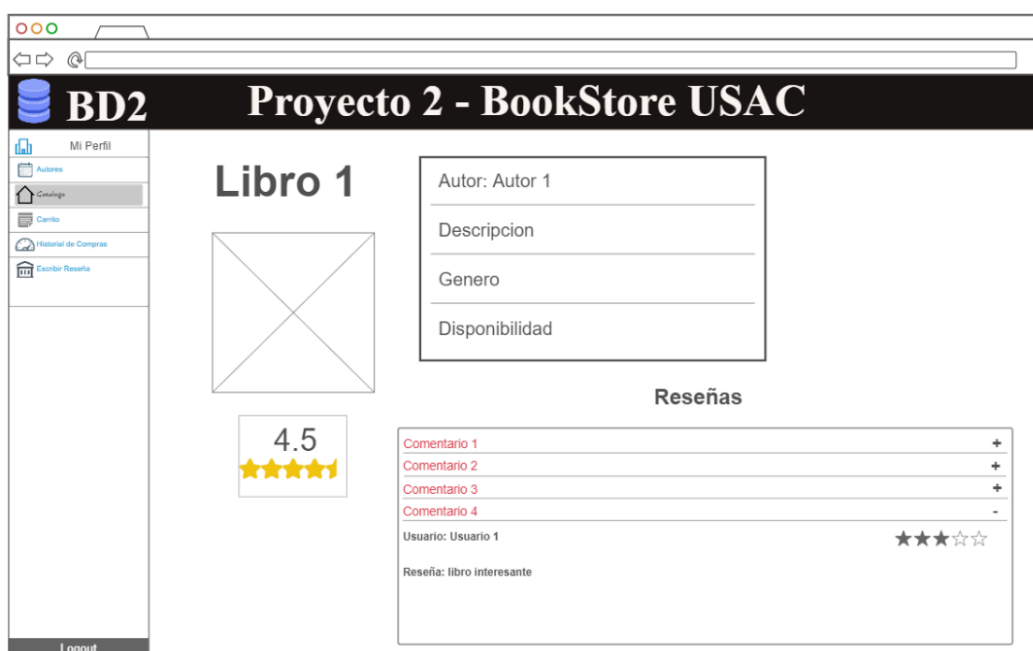 BD2
Proyecto 2 - BookStore USAC
Mi Perfil
Autores
Catalogo
Carrito
Historial de Compras
Escribir Reseña
Logout
Libro 1
Autor: Autor 1
Descripcion
Genero
Disponibilidad
4.5
Reseñas
Comentario 1 +
Comentario 2 +
Comentario 3 +
Comentario 4 -
Usuario: Usuario 1
Reseña: libro interesante